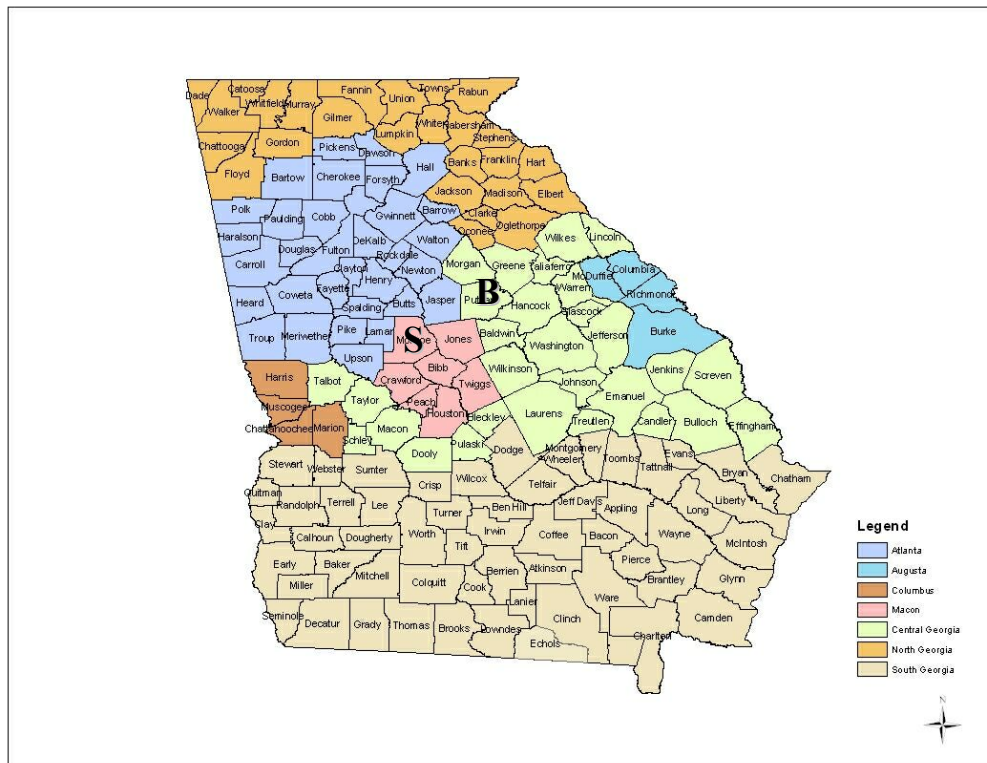 Dade
Catoosa
Whitfield
Murray
Fannin
Union
Towns
Rabun
Walker
Gilmer
Lumpkin
White
Habersham
Stephens
Chattooga
Gordon
Pickens
Dawson
Hall
Banks
Franklin
Hart
Floyd
Bartow
Cherokee
Forsyth
Jackson
Madison
Elbert
Polk
Paulding
Cobb
Gwinnett
Barrow
Clarke
Oconee
Oglethorpe
Haralson
Douglas
Fulton
DeKalb
Rockdale
Walton
Morgan
Greene
Taliaferro
Wilkes
Lincoln
Carroll
Clayton
Henry
Newton
McDuffie
Columbia
Warren
Richmond
Heard
Coweta
Fayette
Spalding
Butts
Jasper
B
Hancock
Glascock
Jefferson
Burke
Troup
Meriwether
Pike
Lamar
S
Jones
Baldwin
Washington
Upson
Bibb
Wilkinson
Jenkins
Screven
Harris
Talbot
Crawford
Twiggs
Johnson
Emanuel
Muscogee
Taylor
Peach
Houston
Bleckley
Laurens
Treutlen
Candler
Bulloch
Effingham
Chattahoochee
Marion
Schley
Macon
Dooly
Pulaski
Dodge
Montgomery
Wheeler
Toombs
Tattnall
Evans
Bryan
Chatham
Stewart
Webster
Sumter
Crisp
Wilcox
Telfair
Quitman
Randolph
Terrell
Lee
Turner
Ben Hill
Jeff Davis
Appling
Long
Liberty
Clay
Calhoun
Dougherty
Worth
Tift
Irwin
Coffee
Bacon
Wayne
McIntosh
Early
Baker
Mitchell
Colquitt
Berrien
Atkinson
Pierce
Brantley
Glynn
Miller
Cook
Lanier
Ware
Camden
Seminole
Decatur
Grady
Thomas
Brooks
Lowndes
Echols
Clinch
Charlton
Legend
Atlanta
Augusta
Columbus
Macon
Central Georgia
North Georgia
South Georgia
N